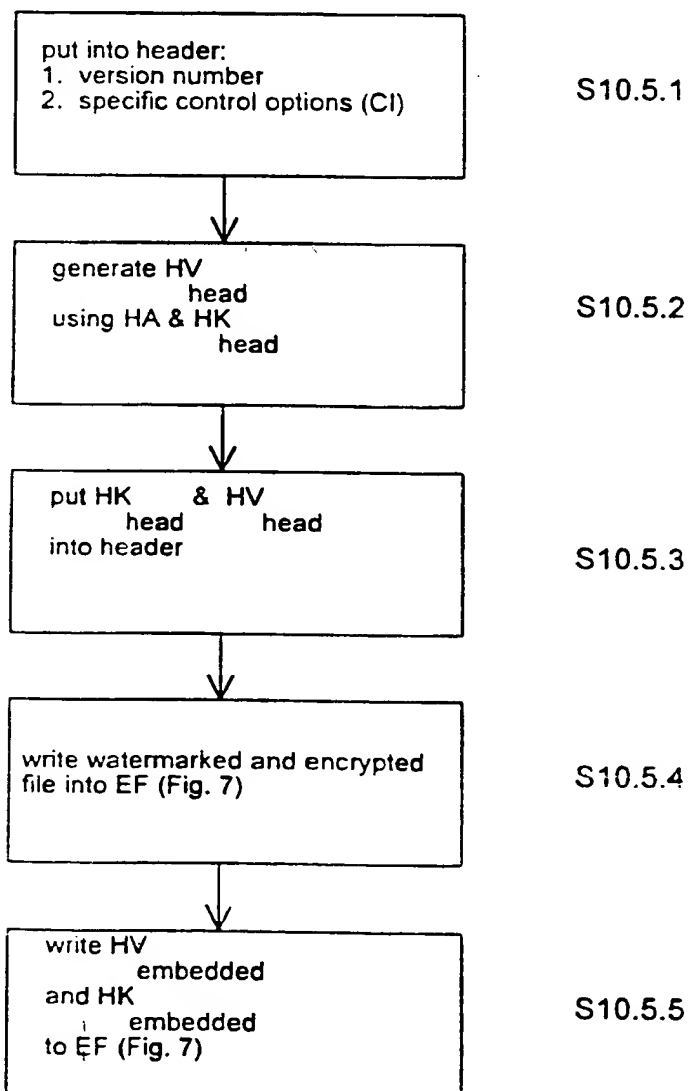 put into header:
1. version number
2. specific control options (CI)
S10.5.1
generate HV
head
using HA & HK
head
S10.5.2
put HK & HV
head head
into header
S10.5.3
write watermarked and encrypted
file into EF (Fig. 7)
S10.5.4
write HV
embedded
and HK
embedded
to EF (Fig. 7)
S10.5.5